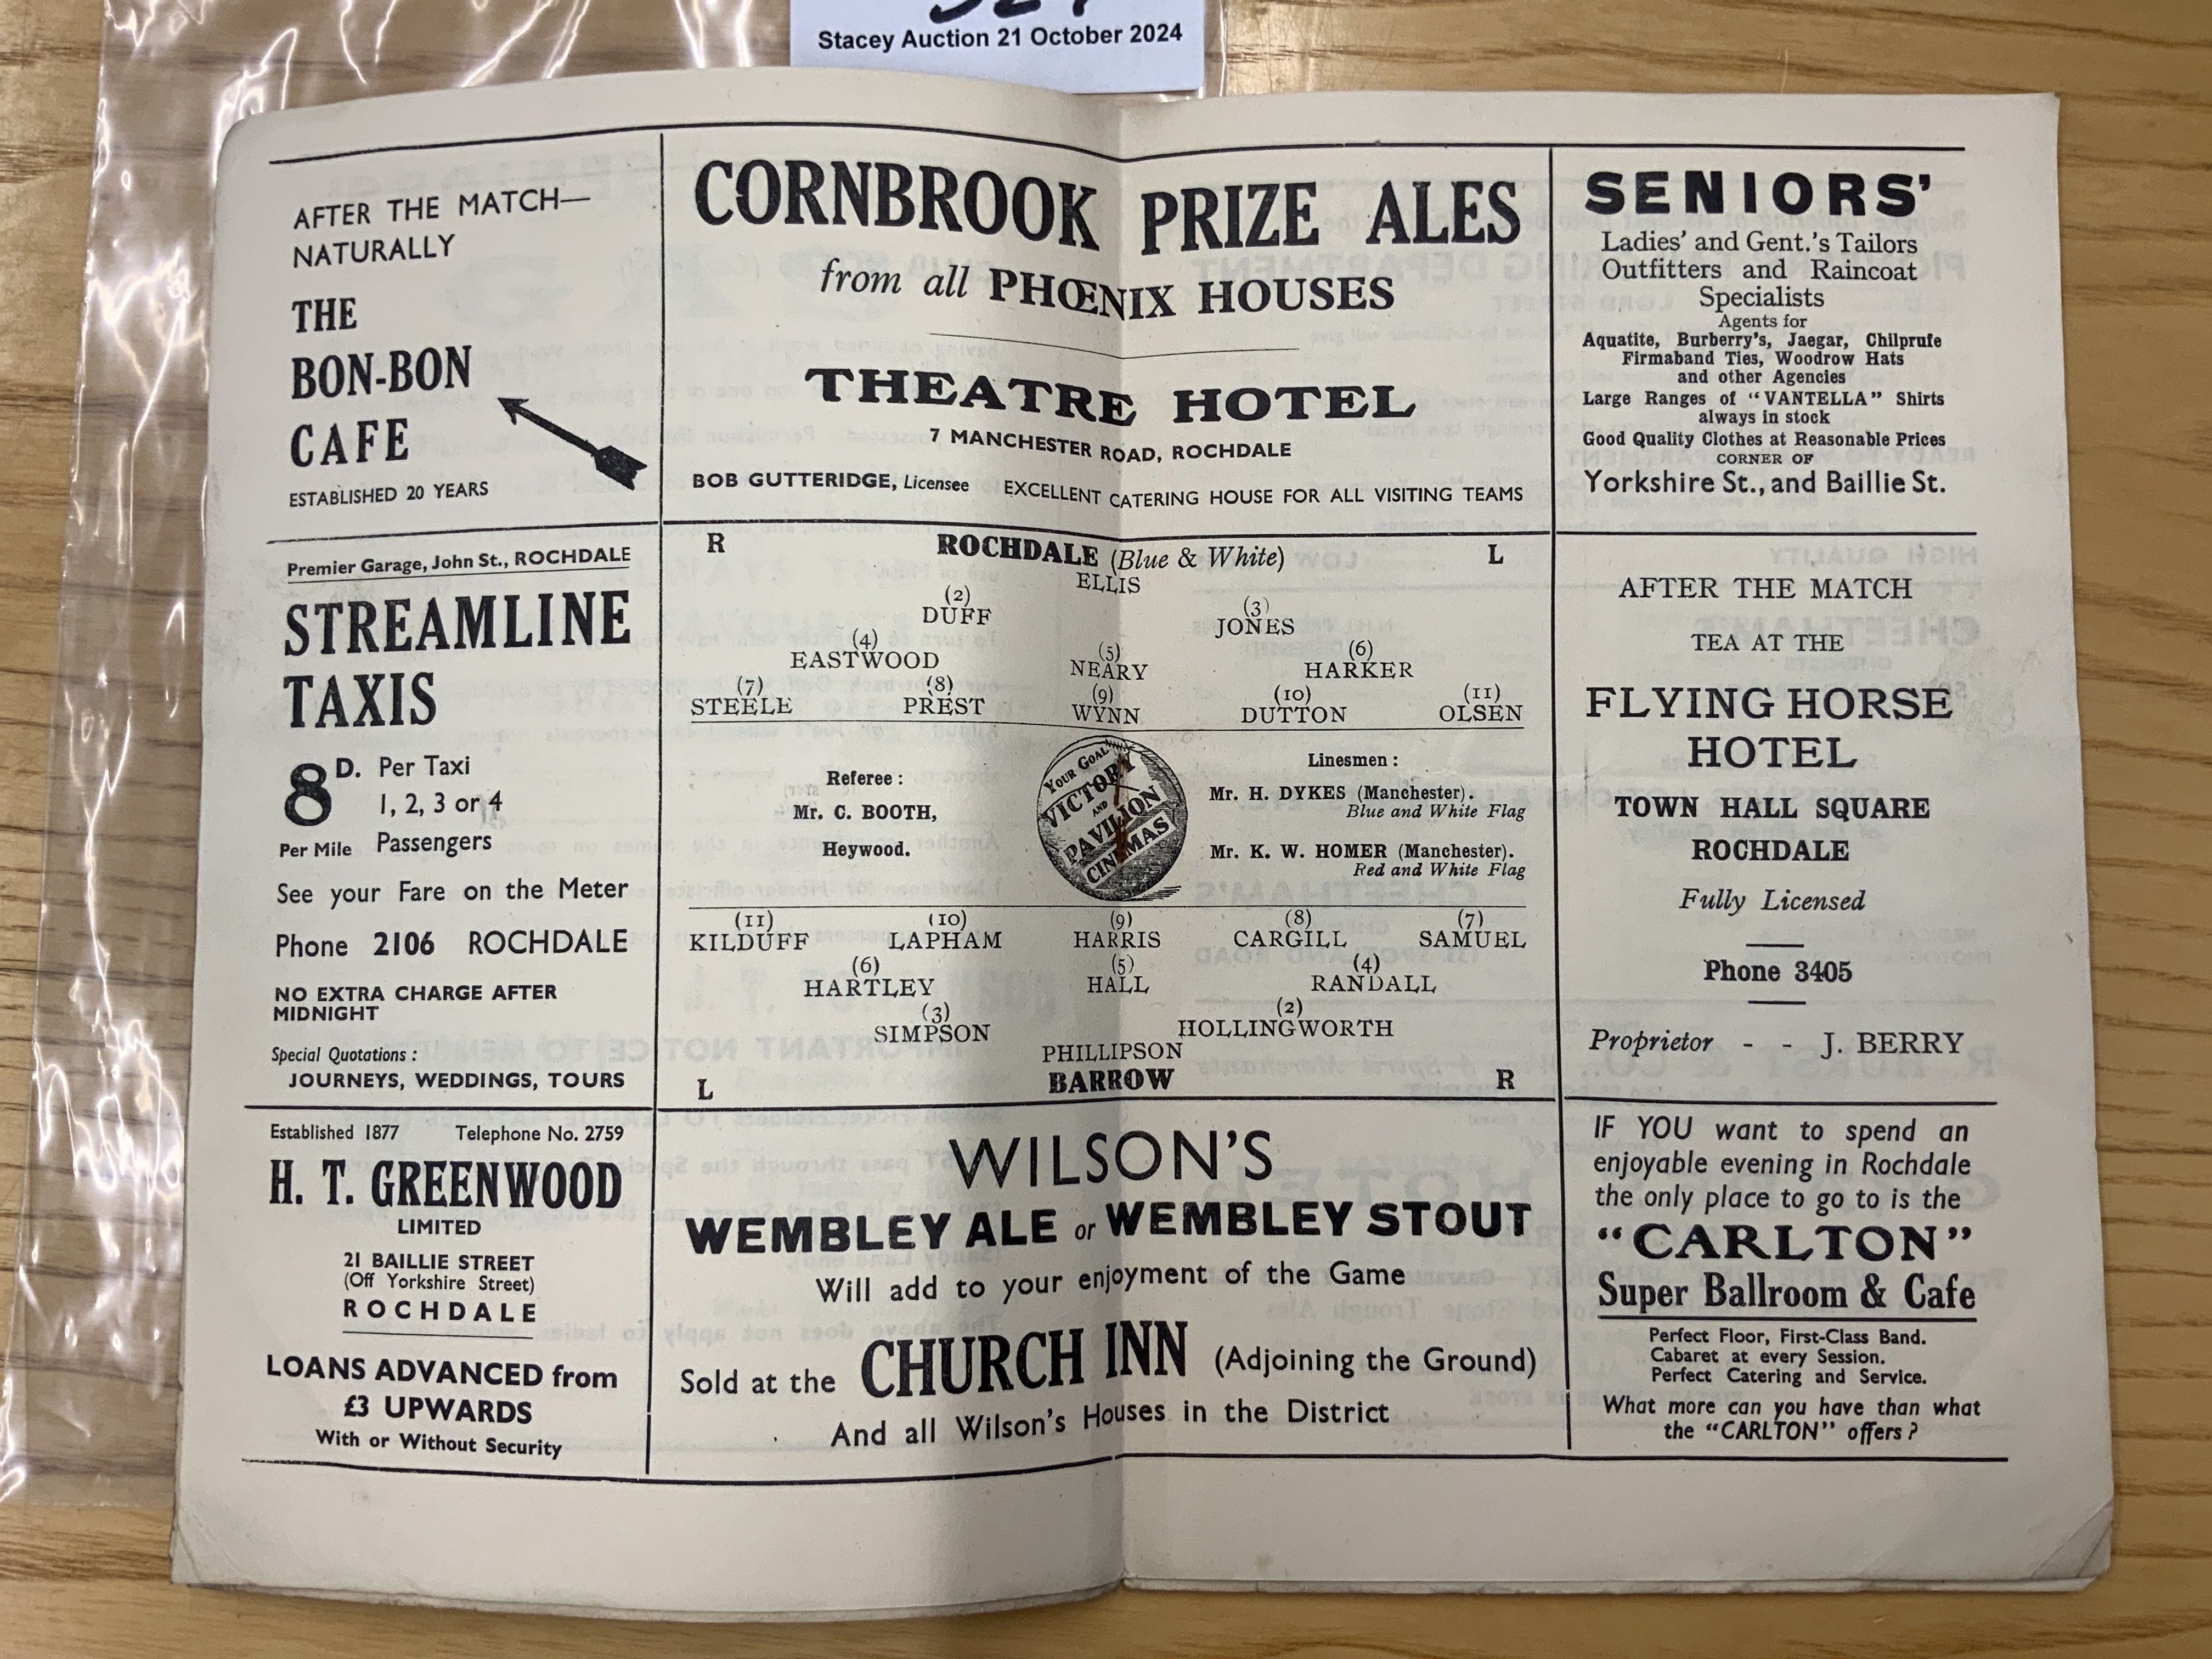 Stacey Auction 21 October 2024
AFTER THE MATCH—
NATURALLY
THE
BON-BON
CAFE
ESTABLISHED 20 YEARS
CORNBROOK PRIZE ALES
from all PHŒNIX HOUSES
THEATRE HOTEL
7 MANCHESTER ROAD, ROCHDALE
BOB GUTTERIDGE, Licensee EXCELLENT CATERING HOUSE FOR ALL VISITING TEAMS
SENIORS'
Ladies' and Gent.'s Tailors
Outfitters and Raincoat
Specialists
Agents for
Aquatite, Burberry's, Jaegar, Chilprufe
Firmaband Ties, Woodrow Hats
and other Agencies
Large Ranges of "VANTELLA" Shirts
always in stock
Good Quality Clothes at Reasonable Prices
CORNER OF
Yorkshire St., and Baillie St.
Premier Garage, John St., ROCHDALE
STREAMLINE
TAXIS
8D. Per Taxi
1, 2, 3 or 4
Per Mile Passengers
See your Fare on the Meter
Phone 2106 ROCHDALE
NO EXTRA CHARGE AFTER
MIDNIGHT
Special Quotations :
JOURNEYS, WEDDINGS, TOURS
R ROCHDALE (Blue & White) L
ELLIS
(2) (3)
DUFF JONES
(4) (5) (6)
EASTWOOD NEARY HARKER
(7) (8) (9) (10) (11)
STEELE PREST WYNN DUTTON OLSEN
Referee :
Mr. C. BOOTH,
Heywood.
YOUR GOAL
VICTORY
AND
PAVILION
CINEMAS
Linesmen :
Mr. H. DYKES (Manchester).
Blue and White Flag
Mr. K. W. HOMER (Manchester).
Red and White Flag
(11) (10) (9) (8) (7)
KILDUFF LAPHAM HARRIS CARGILL SAMUEL
(6) (5) (4)
HARTLEY HALL RANDALL
(3) (2)
SIMPSON HOLLINGWORTH
PHILLIPSON
L BARROW R
AFTER THE MATCH
TEA AT THE
FLYING HORSE
HOTEL
TOWN HALL SQUARE
ROCHDALE
Fully Licensed
Phone 3405
Proprietor - - J. BERRY
Established 1877 Telephone No. 2759
H. T. GREENWOOD
LIMITED
21 BAILLIE STREET
(Off Yorkshire Street)
ROCHDALE
LOANS ADVANCED from
£3 UPWARDS
With or Without Security
WILSON'S
WEMBLEY ALE or WEMBLEY STOUT
Will add to your enjoyment of the Game
Sold at the CHURCH INN (Adjoining the Ground)
And all Wilson's Houses in the District
IF YOU want to spend an
enjoyable evening in Rochdale
the only place to go to is the
"CARLTON"
Super Ballroom & Cafe
Perfect Floor, First-Class Band.
Cabaret at every Session.
Perfect Catering and Service.
What more can you have than what
the "CARLTON" offers ?